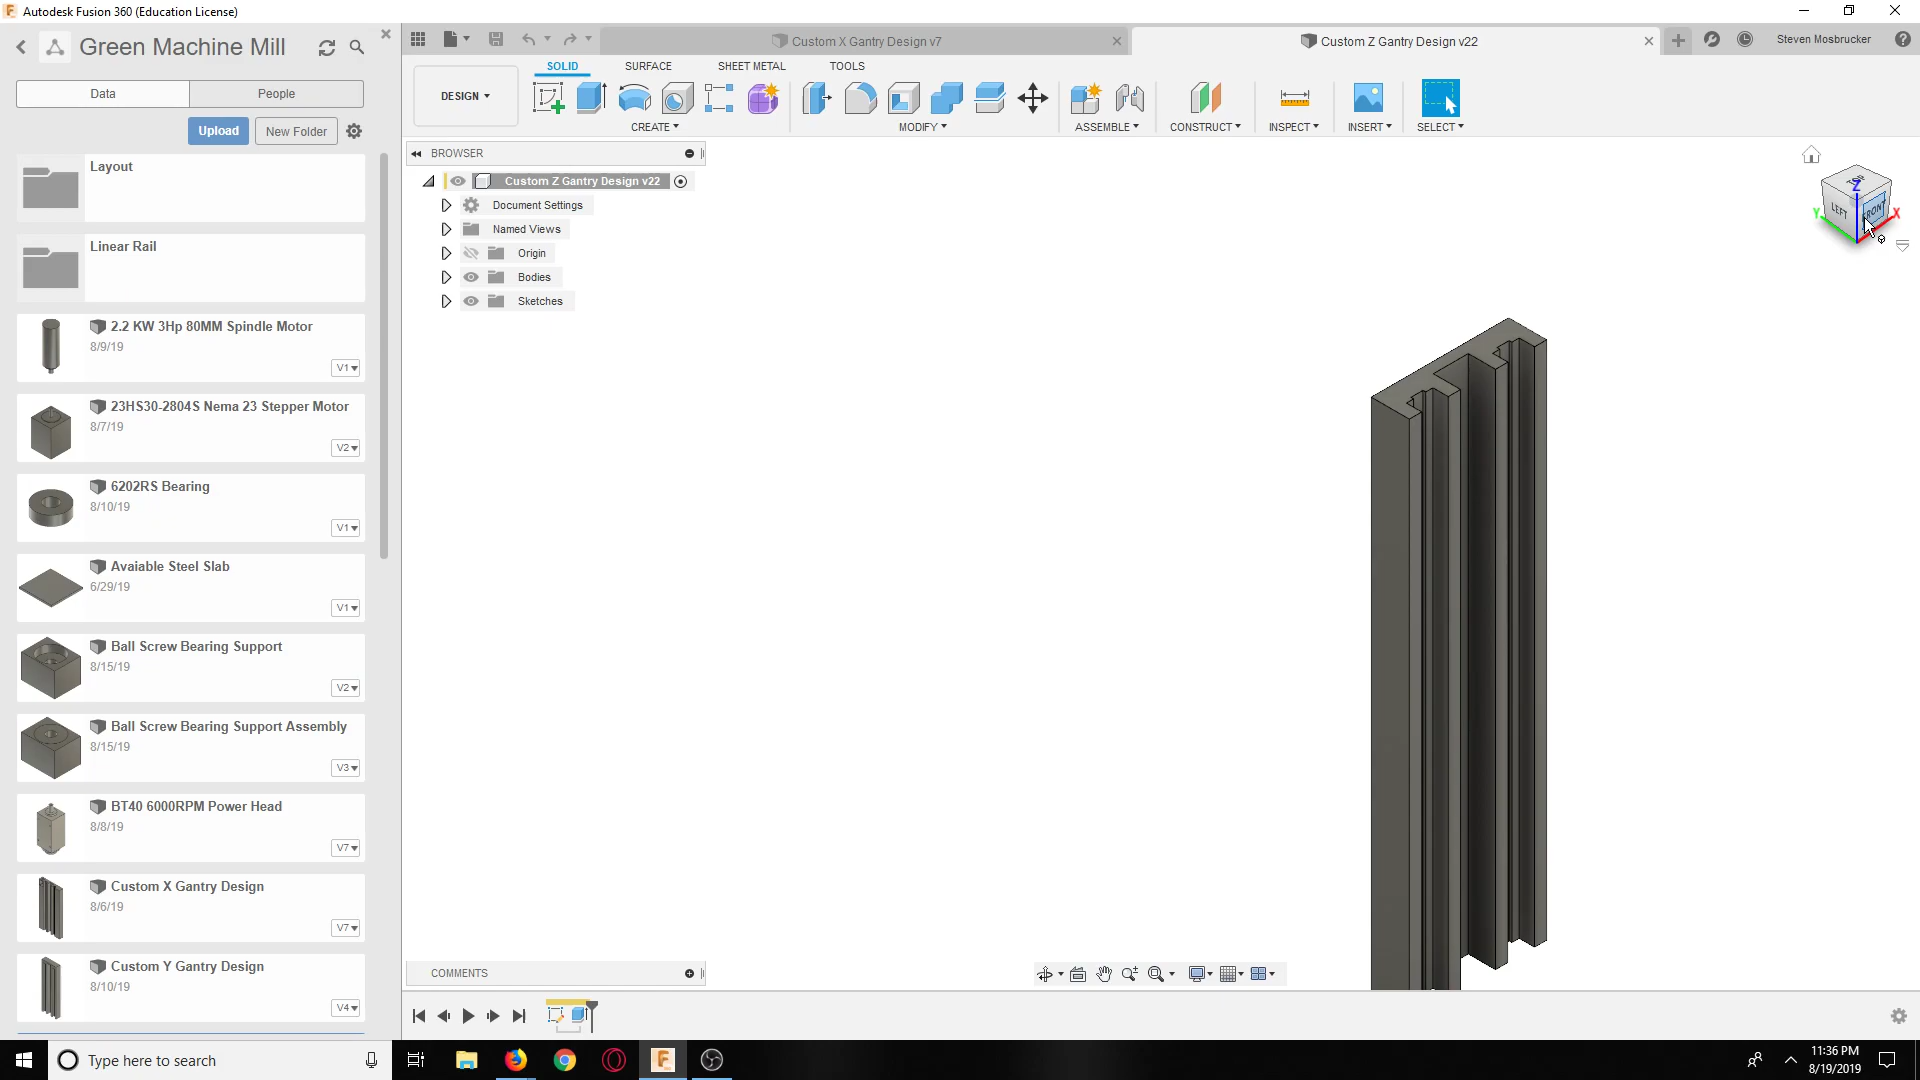 Autodesk Fusion 360 (Education License)
Green Machine Mill
Data
People
Upload
New Folder
Layout
Linear Rail
2.2 KW 3Hp 80MM Spindle Motor
8/9/19
V1
23HS30-2804S Nema 23 Stepper Motor
8/7/19
V2
6202RS Bearing
8/10/19
V1
Avaiable Steel Slab
6/29/19
V1
Ball Screw Bearing Support
8/15/19
V2
Ball Screw Bearing Support Assembly
8/15/19
V3
BT40 6000RPM Power Head
8/8/19
V7
Custom X Gantry Design
8/6/19
V7
Custom Y Gantry Design
8/10/19
V4
Custom X Gantry Design v7
Custom Z Gantry Design v22
Steven Mosbrucker
DESIGN
SOLID
SURFACE
SHEET METAL
TOOLS
CREATE
MODIFY
ASSEMBLE
CONSTRUCT
INSPECT
INSERT
SELECT
BROWSER
Custom Z Gantry Design v22
Document Settings
Named Views
Origin
Bodies
Sketches
TOP
Z
LEFT
FRONT
Y
X
COMMENTS
Type here to search
11:36 PM
8/19/2019